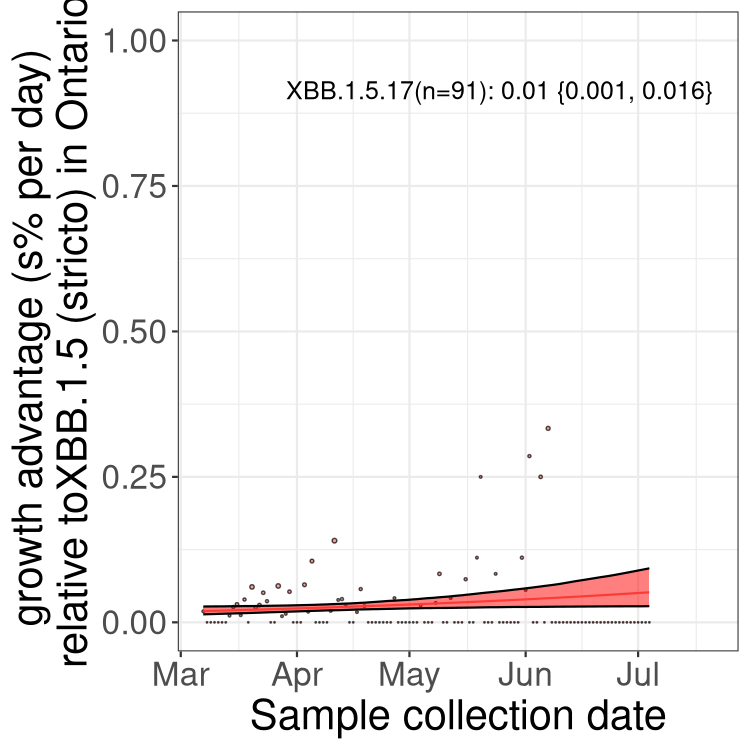 growth advantage (s% per day)
relative toXBB.1.5 (stricto) in Ontario
1.00
0.75
0.50
0.25
0.00
XBB.1.5.17(n=91): 0.01 {0.001, 0.016}
Mar
Apr
May
Jun
Jul
Sample collection date